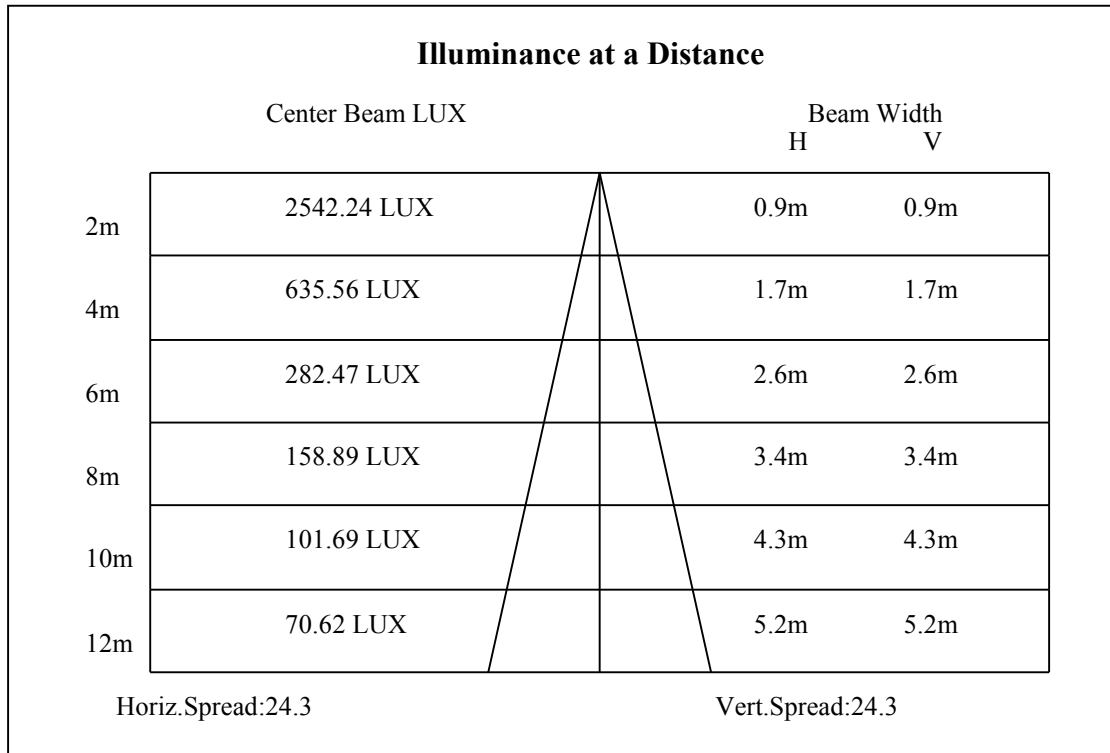 Illuminance at a Distance
Center Beam LUX Beam Width
H V
2m 2542.24 LUX 0.9m 0.9m
4m 635.56 LUX 1.7m 1.7m
6m 282.47 LUX 2.6m 2.6m
8m 158.89 LUX 3.4m 3.4m
10m 101.69 LUX 4.3m 4.3m
12m 70.62 LUX 5.2m 5.2m
Horiz.Spread:24.3 Vert.Spread:24.3